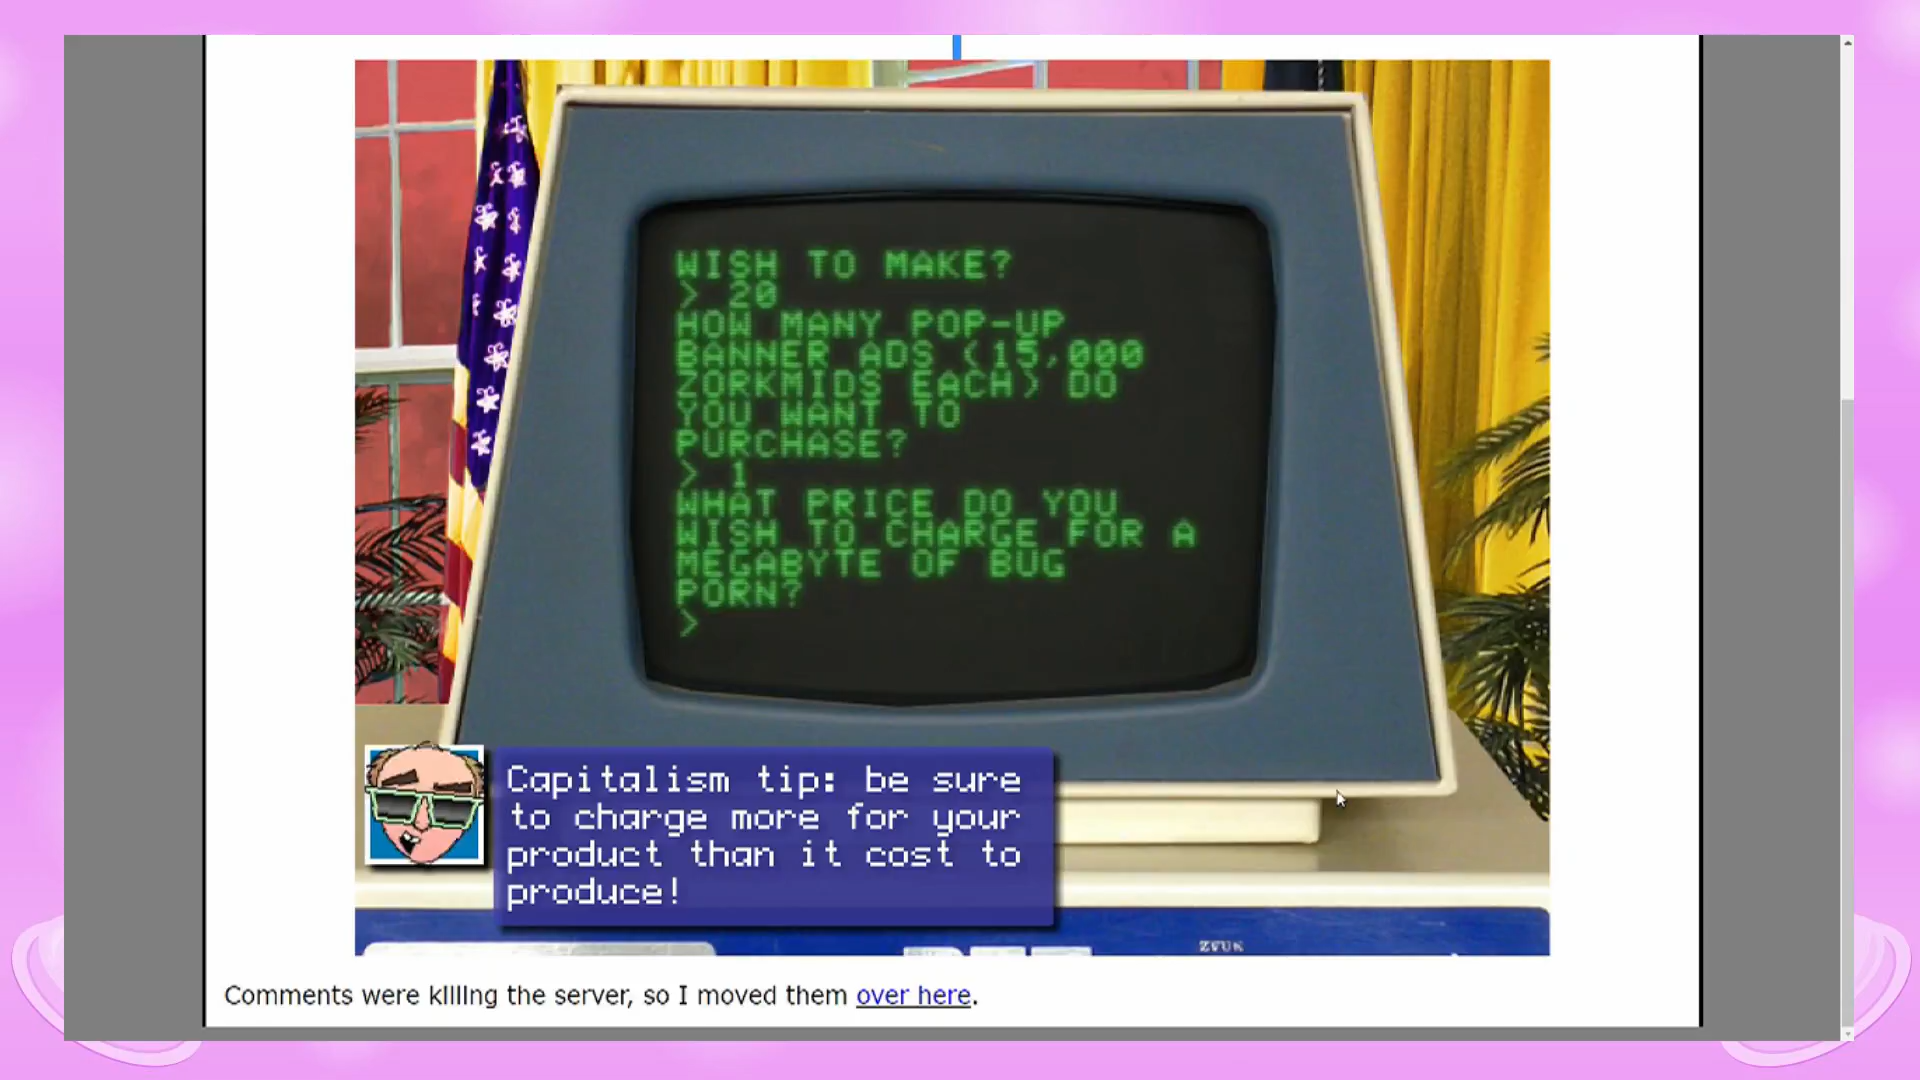 WISH TO MAKE?
> 20
HOW MANY POP-UP
BANNER ADS (15,000
ZORKMIDS EACH) DO
YOU WANT TO
PURCHASE?
> 1
WHAT PRICE DO YOU
WISH TO CHARGE FOR A
MEGABYTE OF BUG
PORN?
>
Capitalism tip: be sure
to charge more for your
product than it cost to
produce!
Comments were killing the server, so I moved them over here.